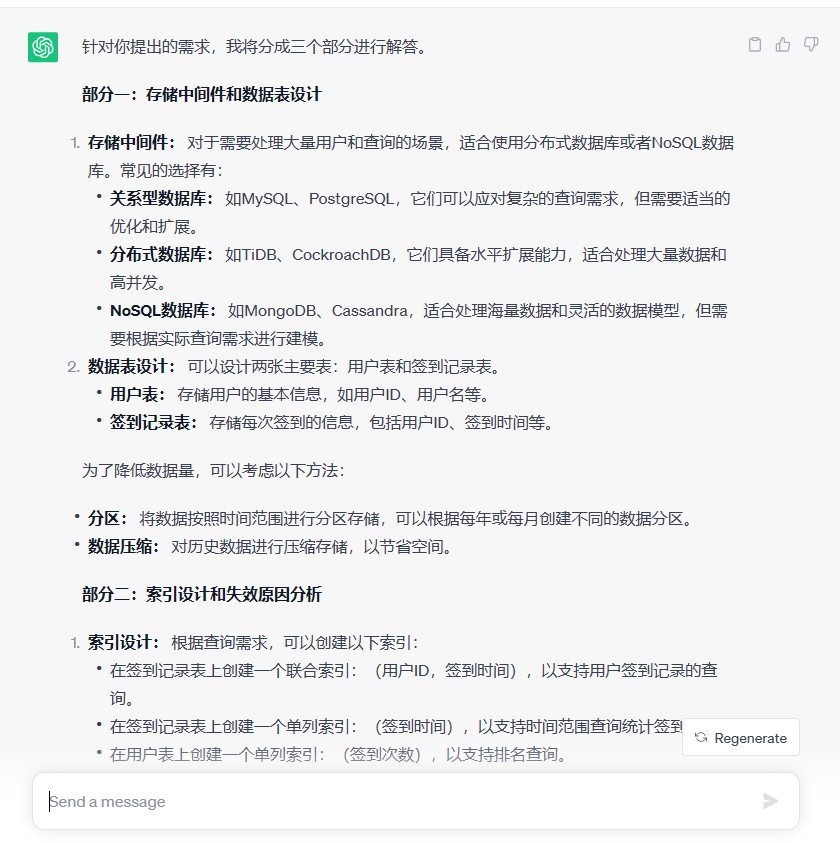 针对你提出的需求，我将分成三个部分进行解答。
部分一：存储中间件和数据表设计
1. 存储中间件： 对于需要处理大量用户和查询的场景，适合使用分布式数据库或者NoSQL数据
库。常见的选择有：
• 关系型数据库： 如MySQL、PostgreSQL，它们可以应对复杂的查询需求，但需要适当的
优化和扩展。
• 分布式数据库： 如TiDB、CockroachDB，它们具备水平扩展能力，适合处理大量数据和
高并发。
• NoSQL数据库： 如MongoDB、Cassandra，适合处理海量数据和灵活的数据模型，但需
要根据实际查询需求进行建模。
2. 数据表设计： 可以设计两张主要表：用户表和签到记录表。
• 用户表： 存储用户的基本信息，如用户ID、用户名等。
• 签到记录表： 存储每次签到的信息，包括用户ID、签到时间等。
为了降低数据量，可以考虑以下方法：
• 分区： 将数据按照时间范围进行分区存储，可以根据每年或每月创建不同的数据分区。
• 数据压缩： 对历史数据进行压缩存储，以节省空间。
部分二：索引设计和失效原因分析
1. 索引设计： 根据查询需求，可以创建以下索引：
• 在签到记录表上创建一个联合索引：（用户ID，签到时间），以支持用户签到记录的查
询。
• 在签到记录表上创建一个单列索引：（签到时间），以支持时间范围查询统计签到
Regenerate
• 在用户表上创建一个单列索引：（签到次数），以支持排名查询。
Send a message